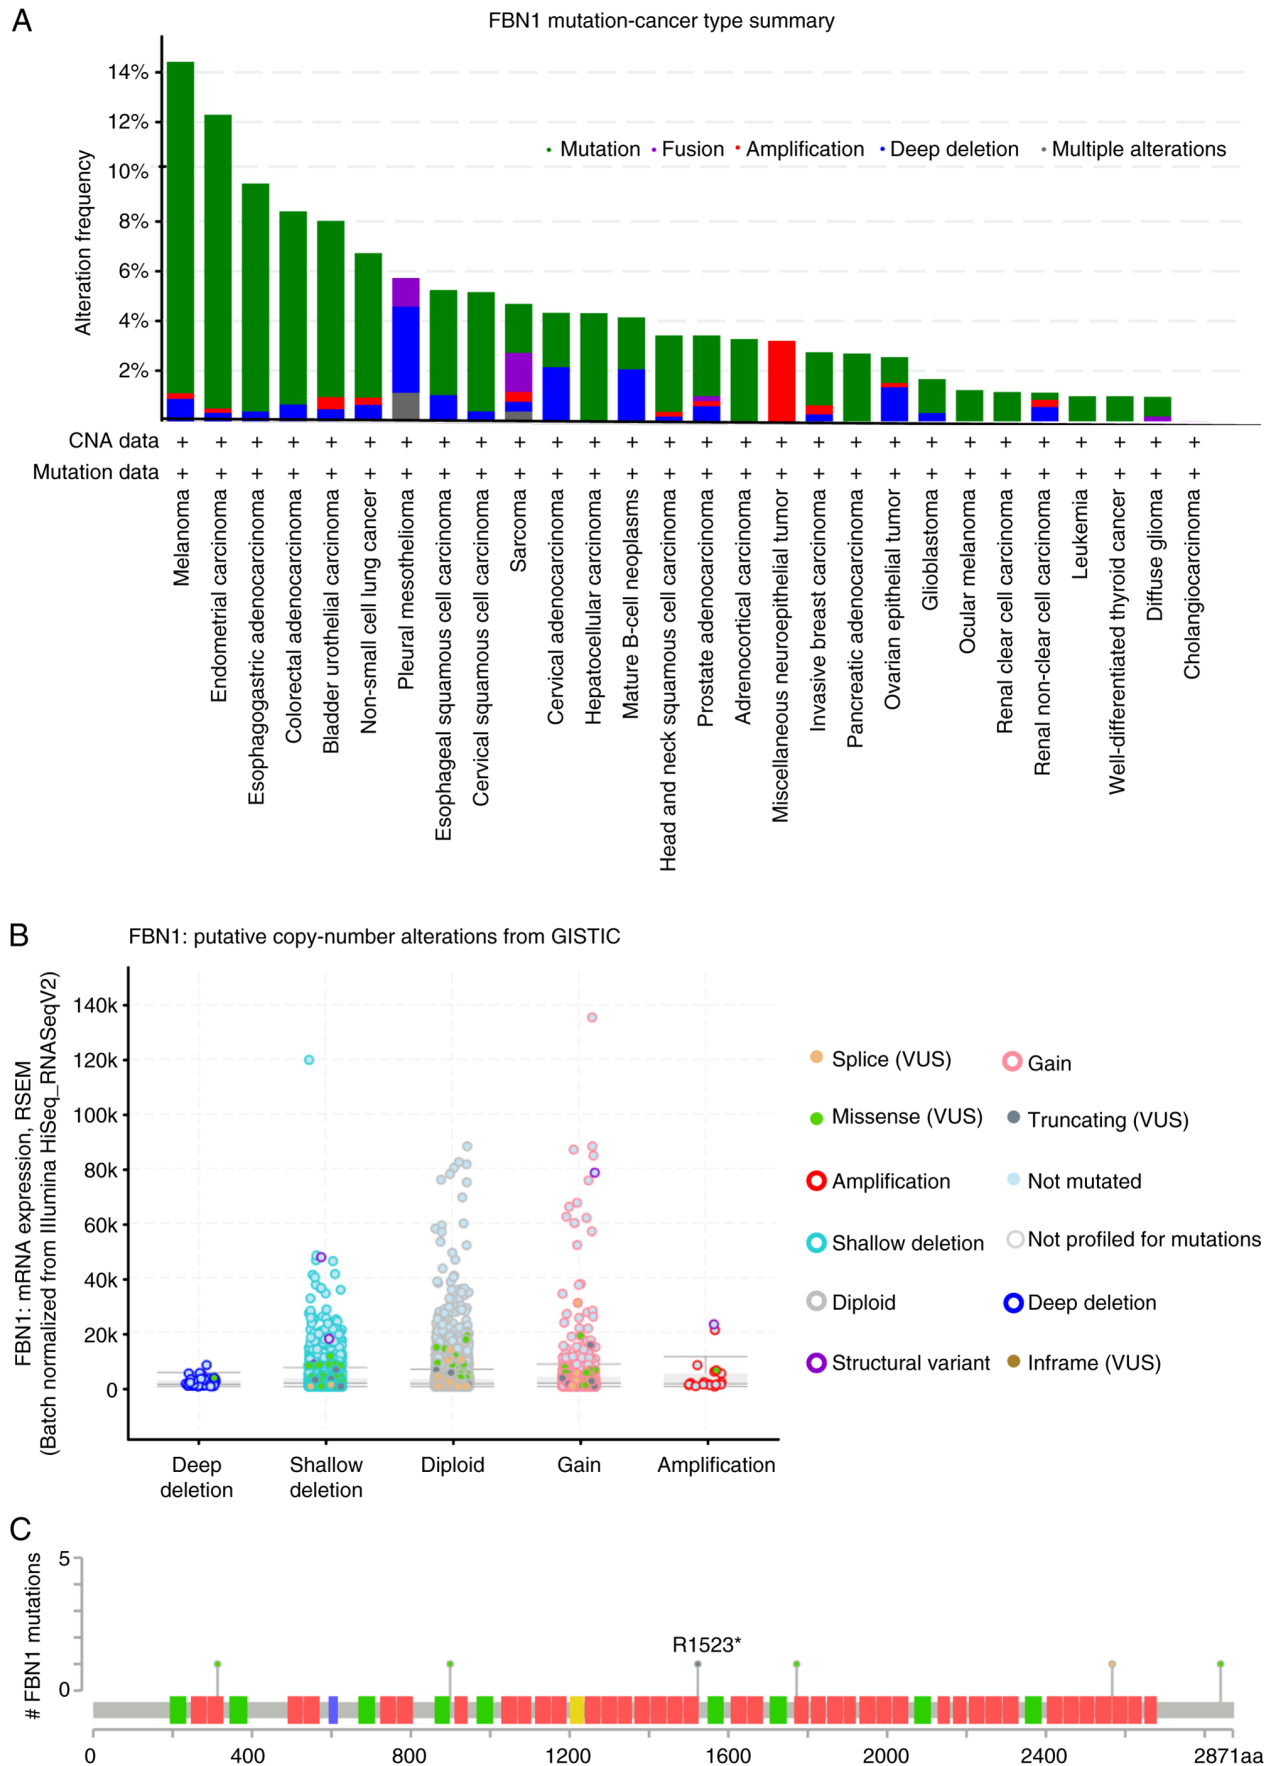 A
FBN1 mutation-cancer type summary
Alteration frequency
14%
12%
10%
8%
6%
4%
2%
Mutation
Fusion
Amplification
Deep deletion
Multiple alterations
CNA data + + + + + + + + + + + + + + + + + + + + + + + + + + + +
Mutation data + + + + + + + + + + + + + + + + + + + + + + + + + + + +
Melanoma
Endometrial carcinoma
Esophagogastric adenocarcinoma
Colorectal adenocarcinoma
Bladder urothelial carcinoma
Non-small cell lung cancer
Pleural mesothelioma
Esophageal squamous cell carcinoma
Cervical squamous cell carcinoma
Sarcoma
Cervical adenocarcinoma
Hepatocellular carcinoma
Mature B-cell neoplasms
Head and neck squamous cell carcinoma
Prostate adenocarcinoma
Adrenocortical carcinoma
Miscellaneous neuroepithelial tumor
Invasive breast carcinoma
Pancreatic adenocarcinoma
Ovarian epithelial tumor
Glioblastoma
Ocular melanoma
Renal clear cell carcinoma
Renal non-clear cell carcinoma
Leukemia
Well-differentiated thyroid cancer
Diffuse glioma
Cholangiocarcinoma
B
FBN1: putative copy-number alterations from GISTIC
FBN1: mRNA expression, RSEM
(Batch normalized from Illumina HiSeq_RNASeqV2)
140k
120k
100k
80k
60k
40k
20k
0
Deep
deletion
Shallow
deletion
Diploid
Gain
Amplification
Splice (VUS)
Gain
Missense (VUS)
Truncating (VUS)
Amplification
Not mutated
Shallow deletion
Not profiled for mutations
Diploid
Deep deletion
Structural variant
Inframe (VUS)
C
# FBN1 mutations
5
0
R1523*
0
400
800
1200
1600
2000
2400
2871aa